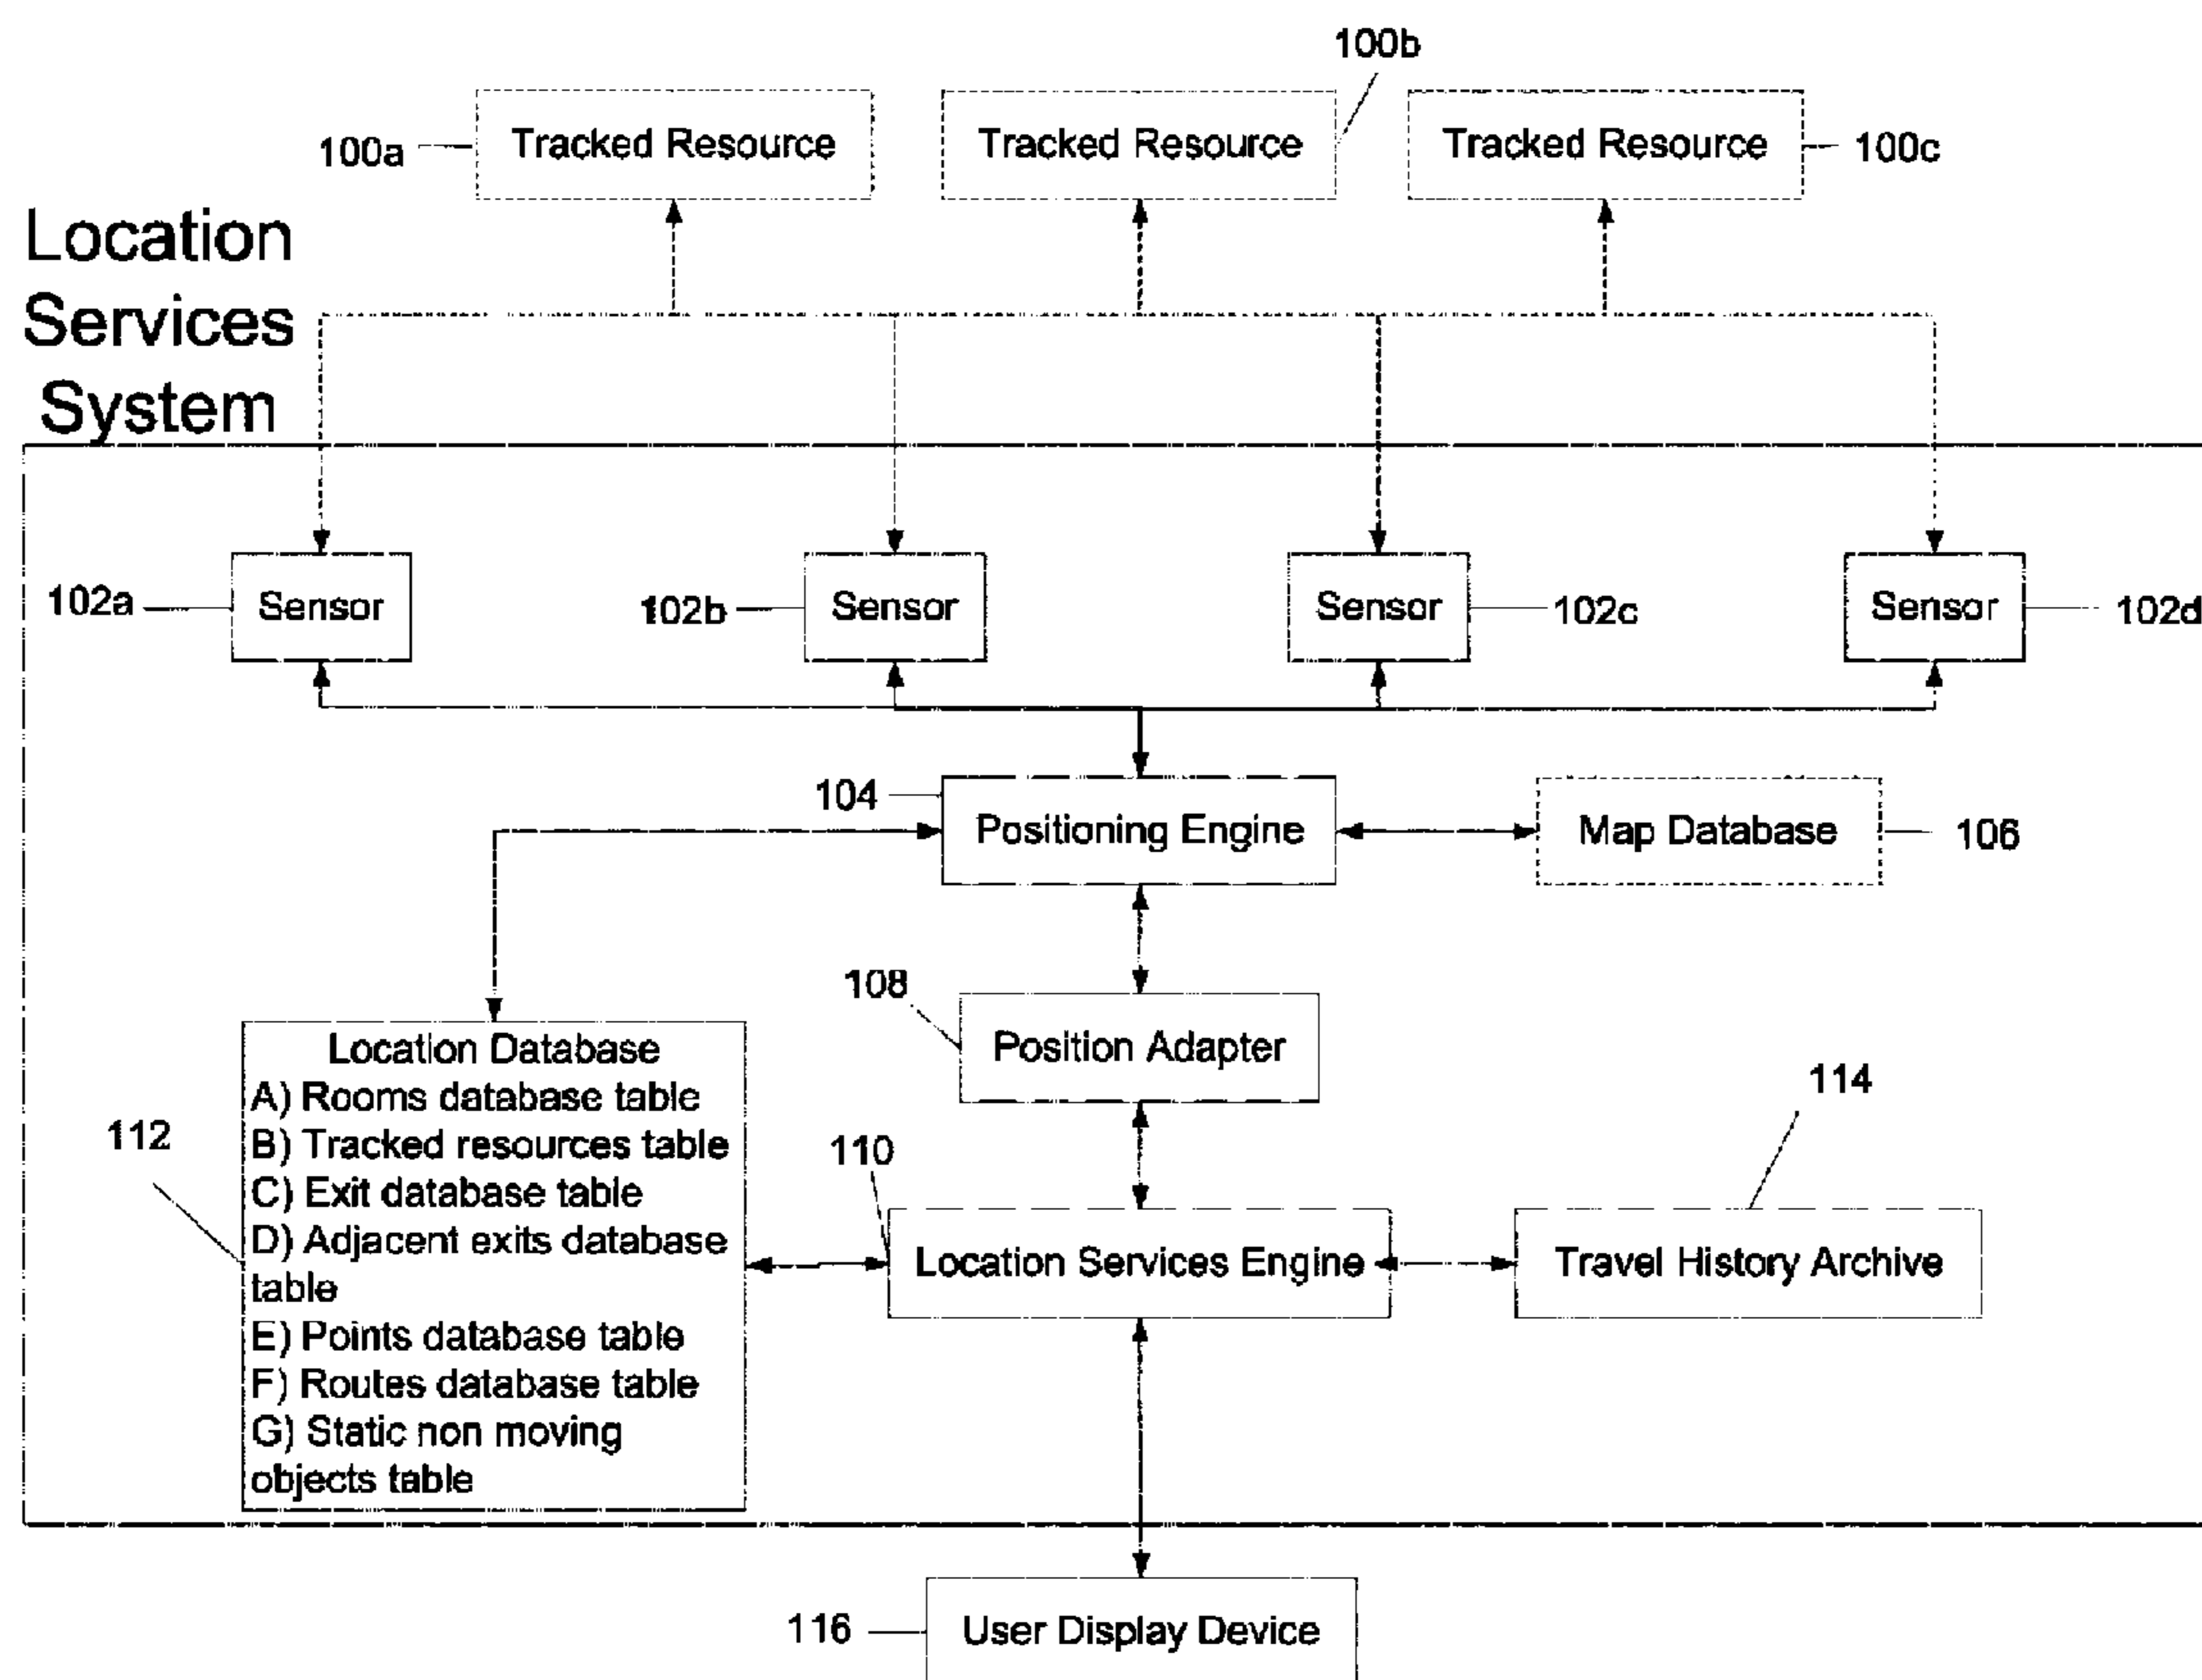 100b
Tracked Resource
Tracked Resource
Tracked Resource
100a
100c
Location
Services
System
102a
Sensor
102b
Sensor
Sensor
102c
Sensor
102d
104
Positioning Engine
Map Database
106
108
Position Adapter
Location Database
A) Rooms database table
B) Tracked resources table
C) Exit database table
D) Adjacent exits database
table
E) Points database table
F) Routes database table
G) Static non moving
objects table
112
110
Location Services Engine
114
Travel History Archive
116
User Display Device